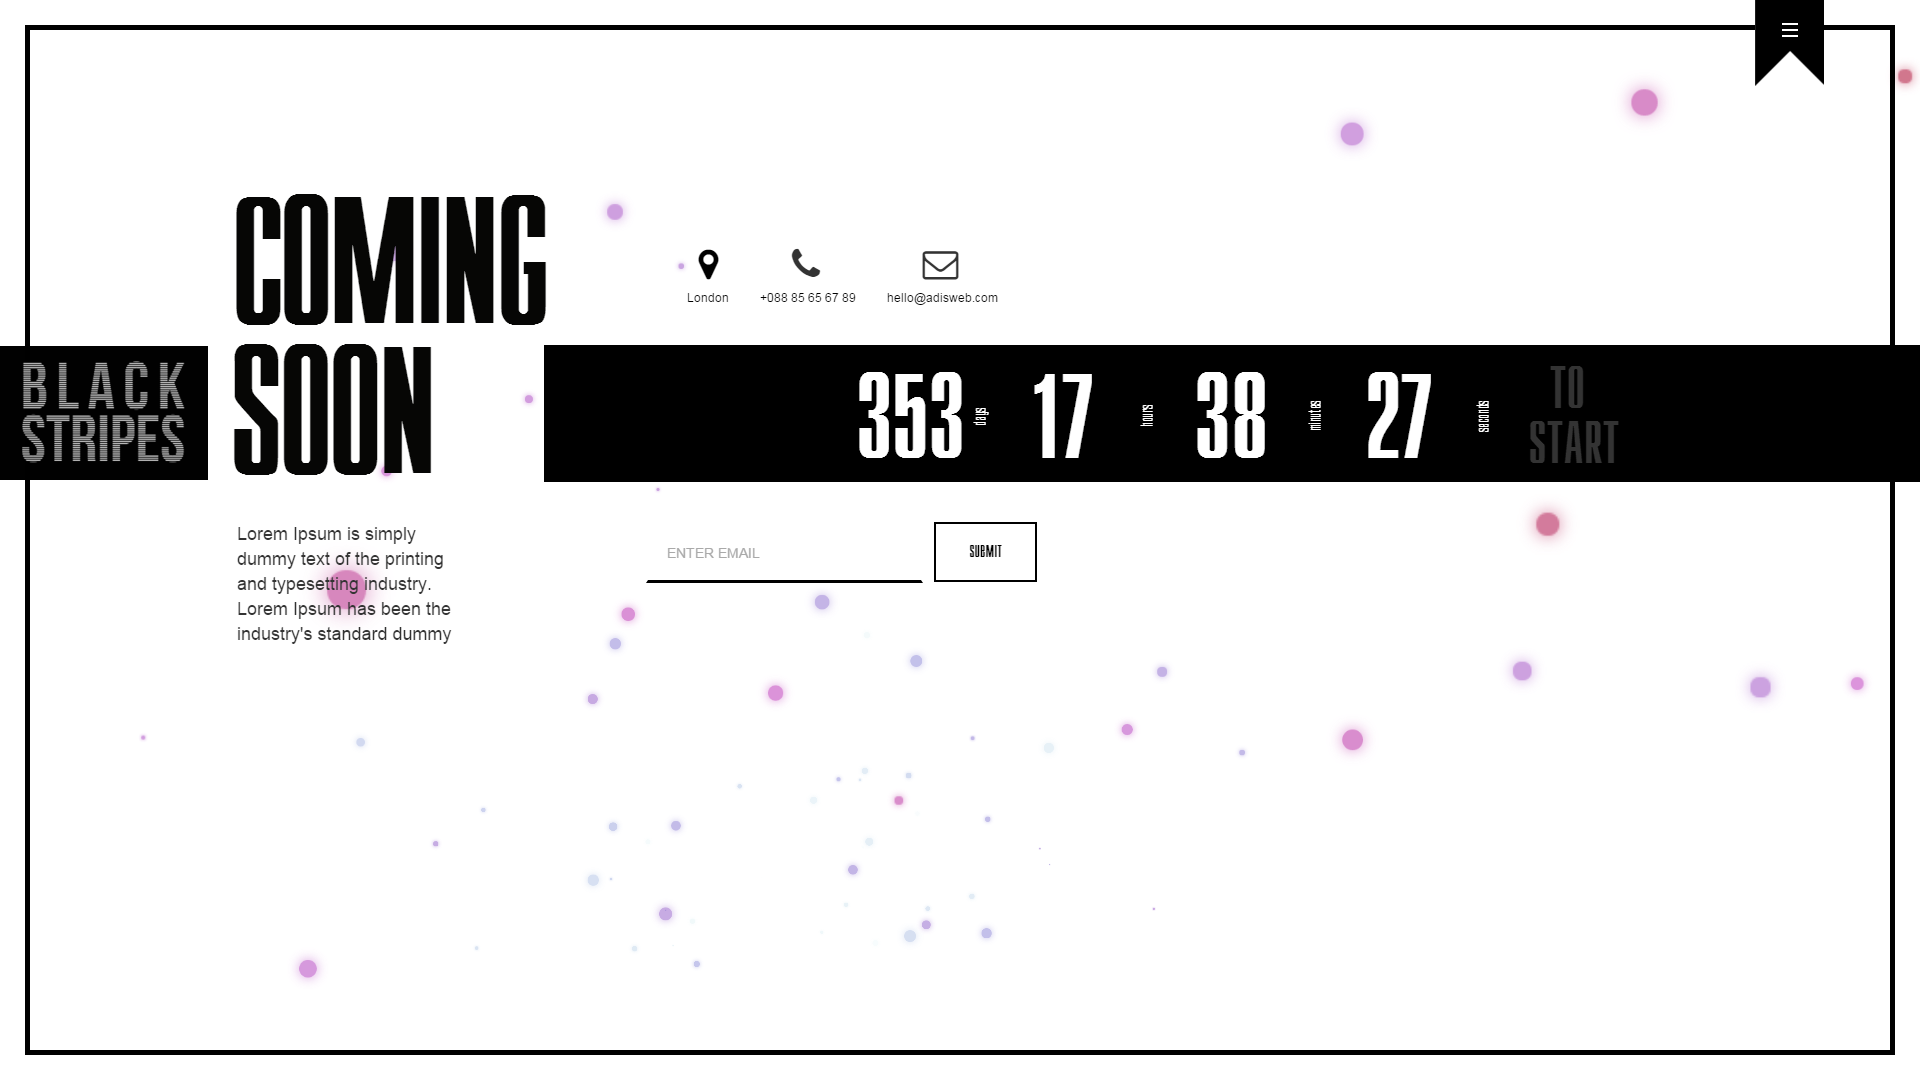 COMING
SOON
BLACK
STRIPES
London
+088 85 65 67 89
hello@adisweb.com
353 days 17 hours 38 minutes 27 seconds
TO
START
Lorem Ipsum is simply
dummy text of the printing
and typesetting industry.
Lorem Ipsum has been the
industry's standard dummy
ENTER EMAIL
SUBMIT